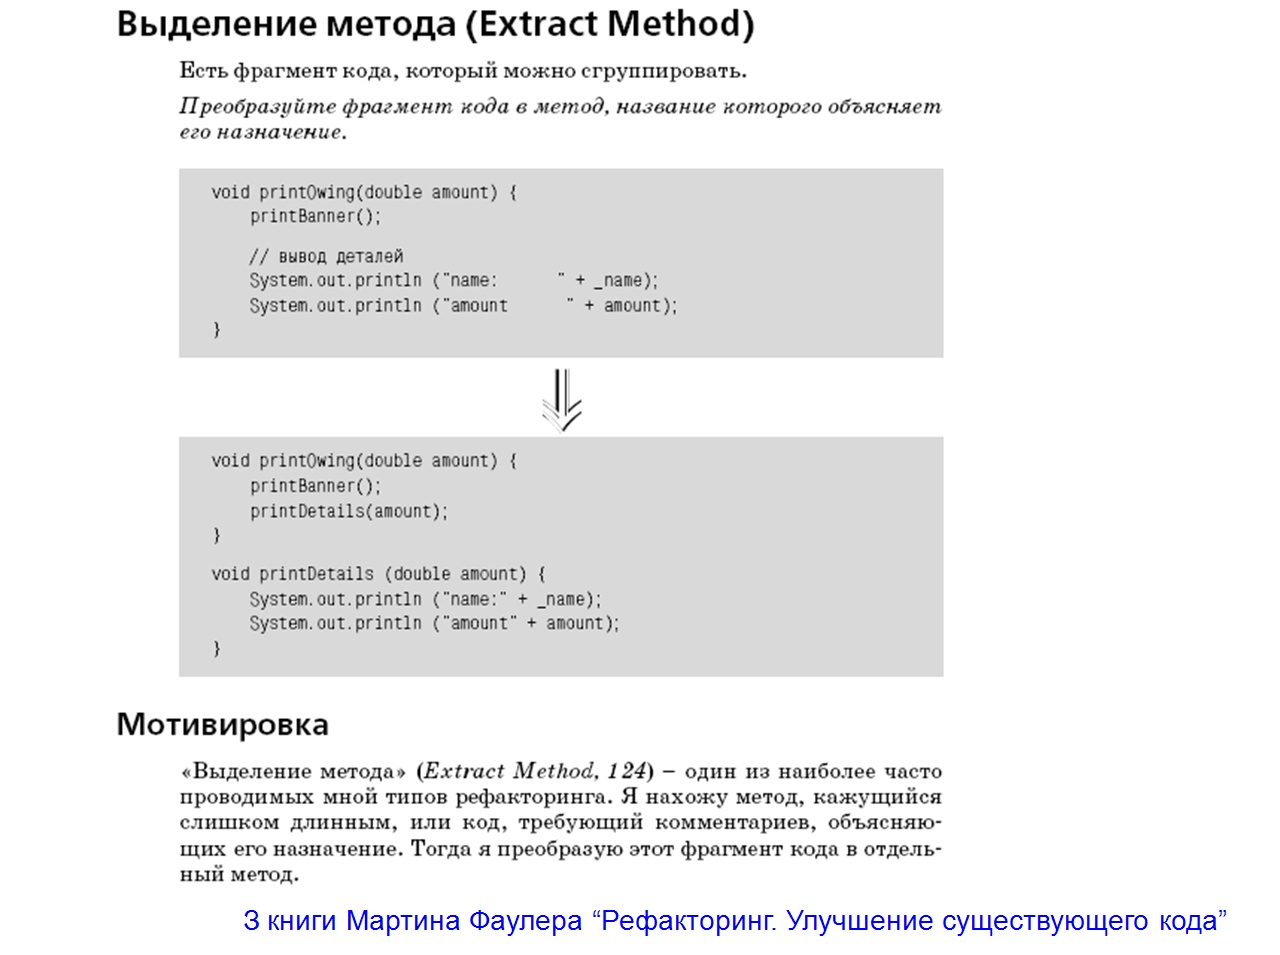 Выделение метода (Extract Method)
Есть фрагмент кода, который можно сгруппировать.
Преобразуйте фрагмент кода в метод, название которого объясняет
его назначение.
void printOwing(double amount) {
printBanner();
// вывод деталей
System.out.println ("name:      " + _name);
System.out.println ("amount      " + amount);
}
void printOwing(double amount) {
printBanner();
printDetails(amount);
}
void printDetails (double amount) {
System.out.println ("name:" + _name);
System.out.println ("amount" + amount);
}
Мотивировка
«Выделение метода» (Extract Method, 124) – один из наиболее часто
проводимых мной типов рефакторинга. Я нахожу метод, кажущийся
слишком длинным, или код, требующий комментариев, объясняю-
щих его назначение. Тогда я преобразую этот фрагмент кода в отдель-
ный метод.
З книги Мартина Фаулера “Рефакторинг. Улучшение существующего кода”